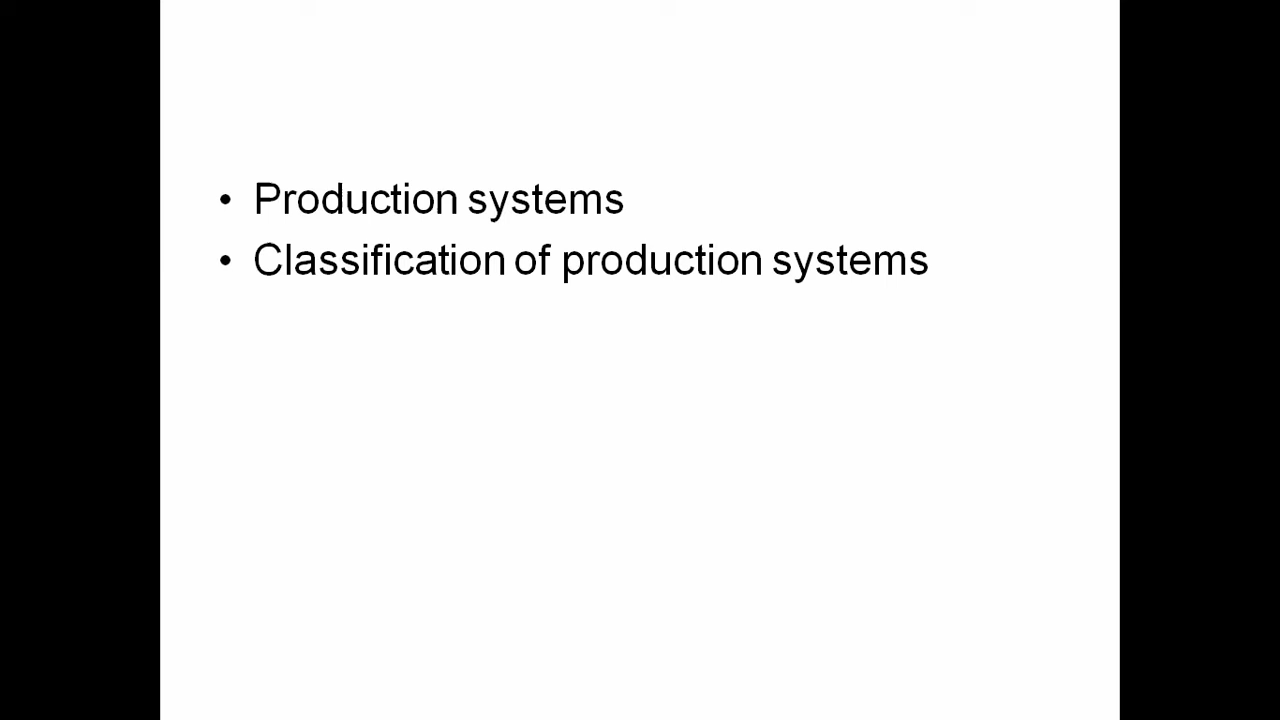 • Production systems
• Classification of production systems